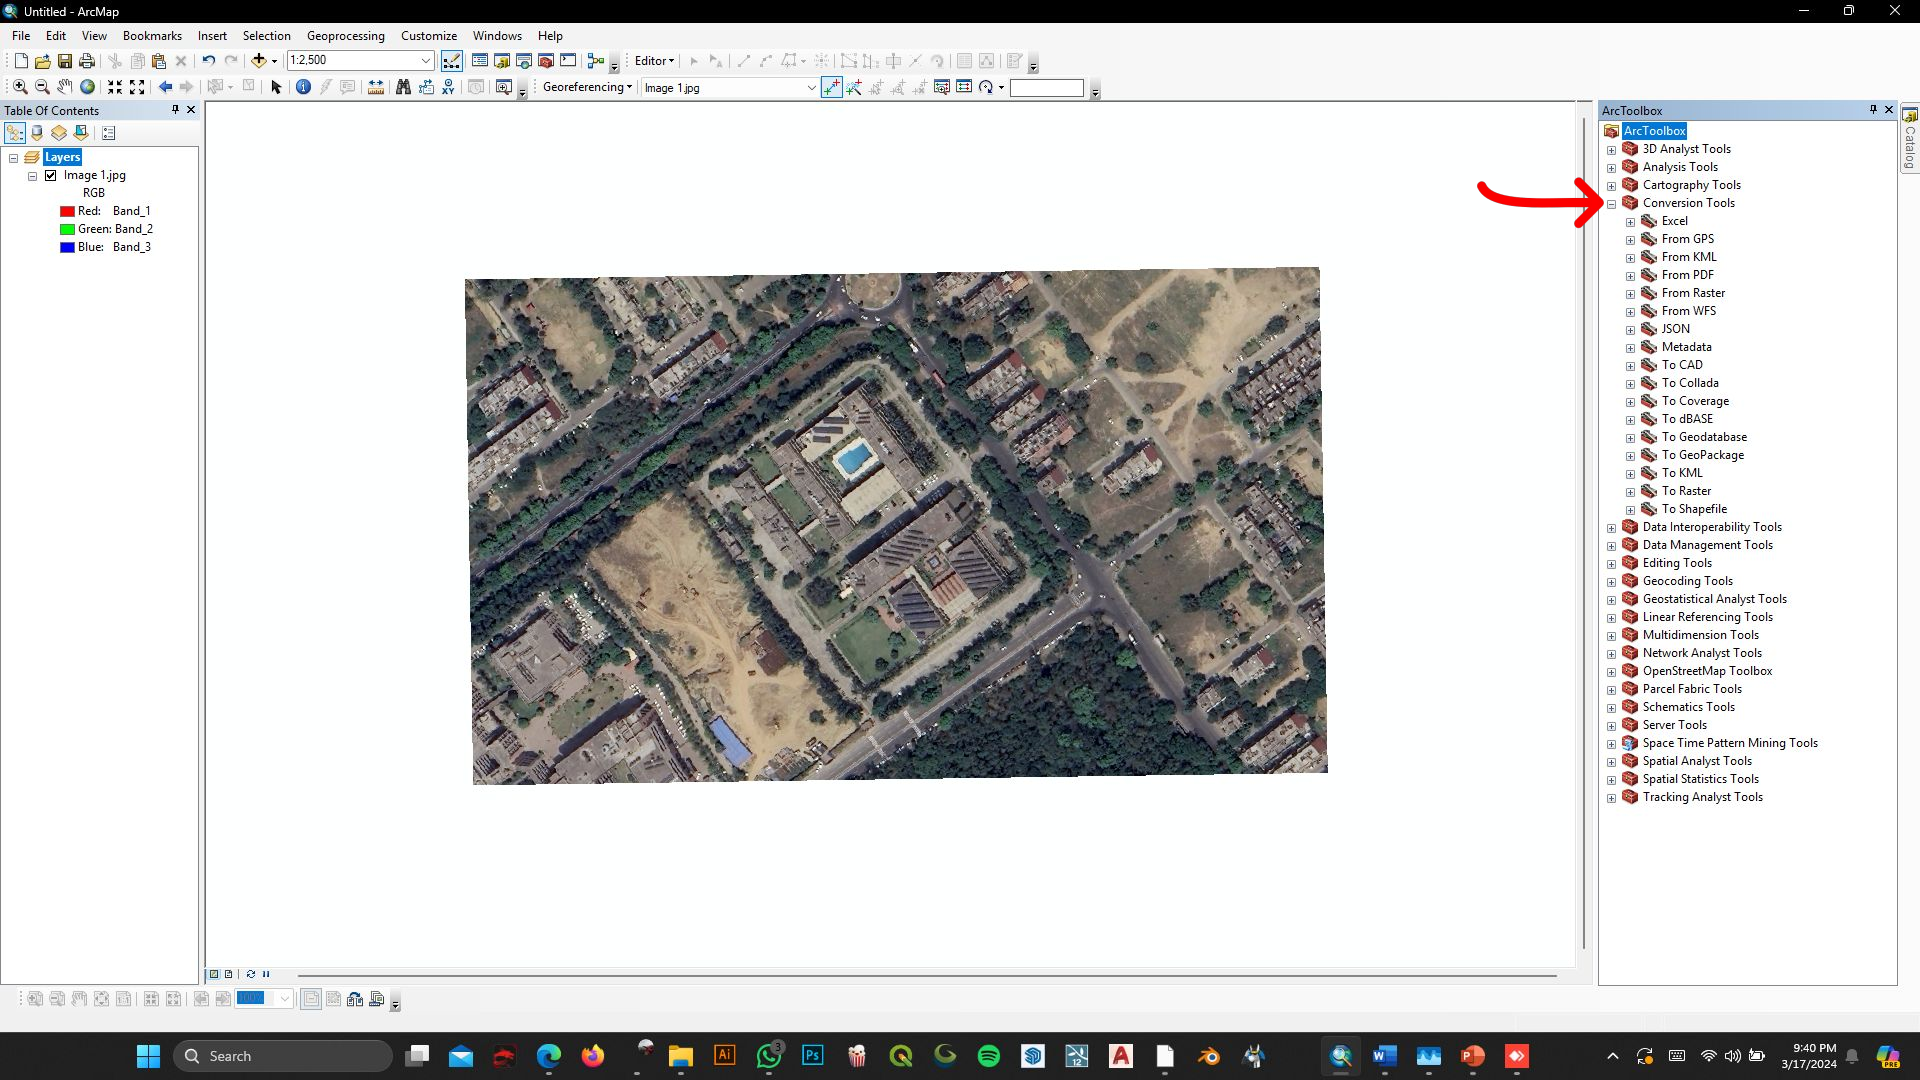 Untitled - ArcMap
File Edit View Bookmarks Insert Selection Geoprocessing Customize Windows Help
1:2,500 Editor
Georeferencing Image 1.jpg
Table Of Contents
Layers
Image 1.jpg
RGB
Red: Band_1
Green: Band_2
Blue: Band_3
100%
ArcToolbox
ArcToolbox
3D Analyst Tools
Analysis Tools
Cartography Tools
Conversion Tools
Excel
From GPS
From KML
From PDF
From Raster
From WFS
JSON
Metadata
To CAD
To Collada
To Coverage
To dBASE
To Geodatabase
To GeoPackage
To KML
To Raster
To Shapefile
Data Interoperability Tools
Data Management Tools
Editing Tools
Geocoding Tools
Geostatistical Analyst Tools
Linear Referencing Tools
Multidimension Tools
Network Analyst Tools
OpenStreetMap Toolbox
Parcel Fabric Tools
Schematics Tools
Server Tools
Space Time Pattern Mining Tools
Spatial Analyst Tools
Spatial Statistics Tools
Tracking Analyst Tools
Catalog
Search
Ai
3
Ps
12
A
W
P
PRE
9:40 PM
3/17/2024